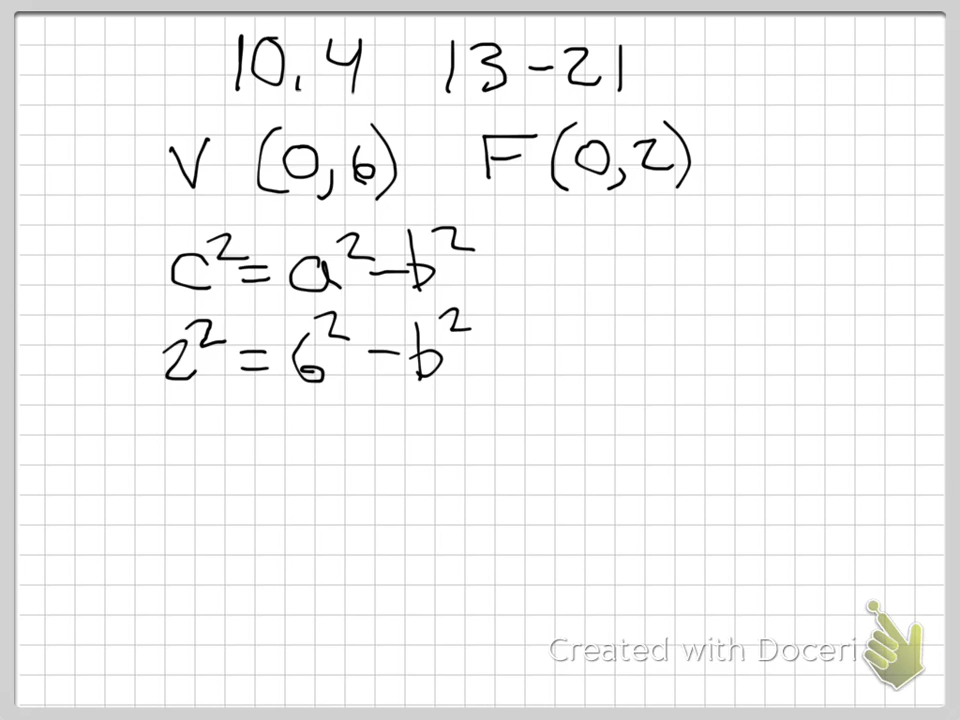 10.4 13-21
V (0,6) F(0,2)
c²=a²-b²
2²=6²-b²
Created with Doceri